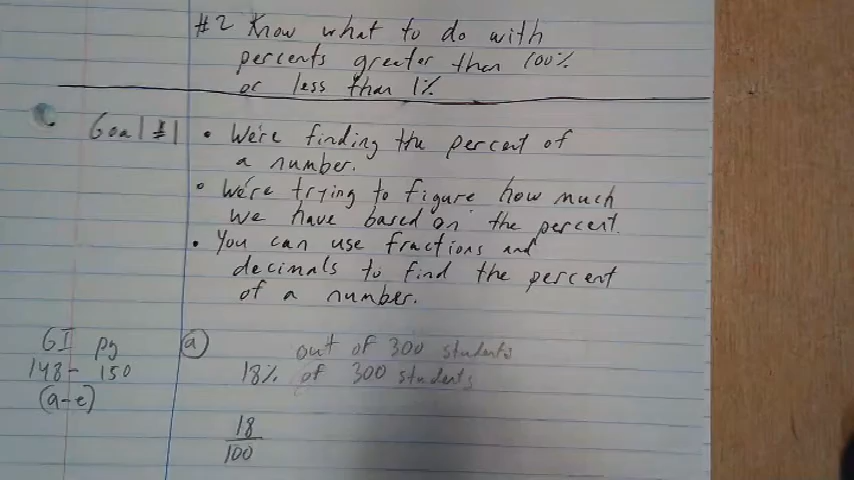 #2 Know what to do with
percents greater than 100%
or less than 1%
Goal #1 • We're finding the percent of
a number.
• We're trying to figure how much
we have based on the percent.
• You can use fractions and
decimals to find the percent
of a number.
GI pg
148-150
(a-e)
(a) out of 300 students
18% of 300 students
18
100